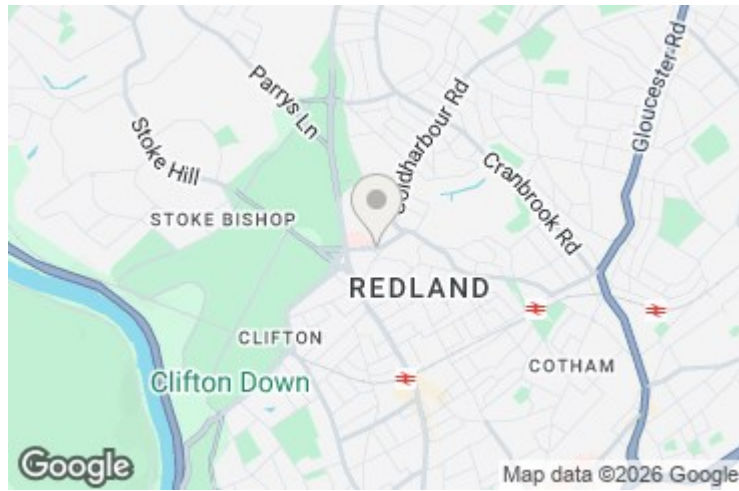 Parrys Ln
Coldharbour Rd
Gloucester Rd
Stoke Hill
Cranbrook Rd
STOKE BISHOP
REDLAND
CLIFTON
COTHAM
Clifton Down
Google
Map data ©2026 Google